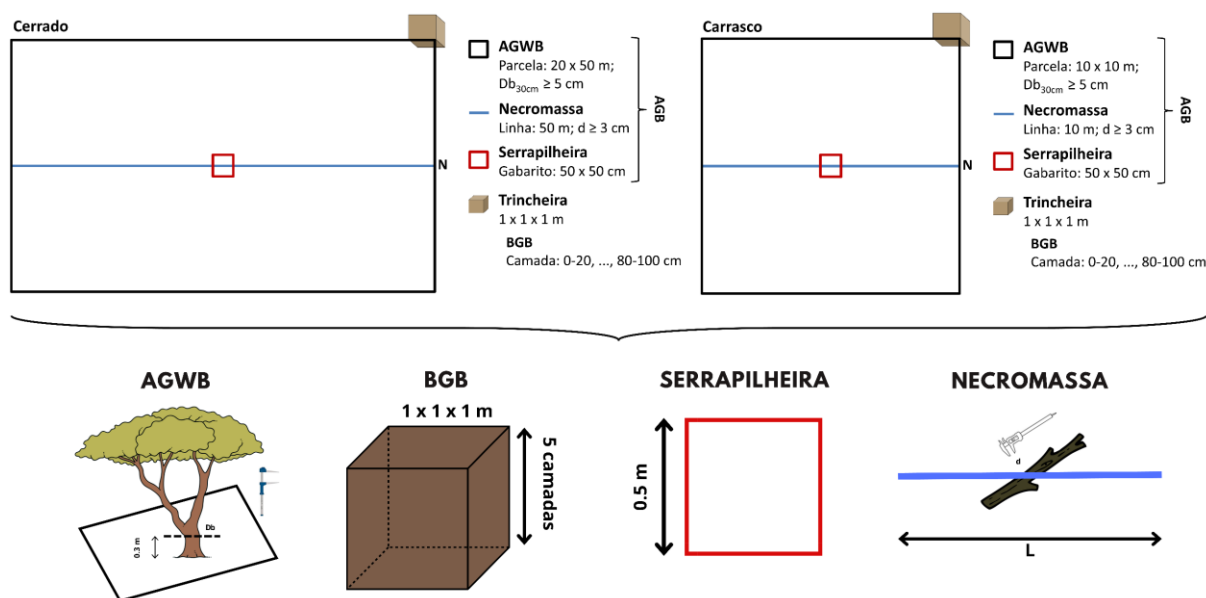 Cerrado
AGWB
Parcela: 20 x 50 m;
Db30cm ≥ 5 cm
Necromassa
Linha: 50 m; d ≥ 3 cm
N
Serrapilheira
Gabarito: 50 x 50 cm
AGB
Trincheira
1 x 1 x 1 m
BGB
Camada: 0-20, ..., 80-100 cm
Carrasco
AGWB
Parcela: 10 x 10 m;
Db30cm ≥ 5 cm
Necromassa
Linha: 10 m; d ≥ 3 cm
N
Serrapilheira
Gabarito: 50 x 50 cm
AGB
Trincheira
1 x 1 x 1 m
BGB
Camada: 0-20, ..., 80-100 cm
AGWB
Db
0.3 m
BGB
1 x 1 x 1 m
5 camadas
SERRAPILHEIRA
0.5 m
NECROMASSA
d
L